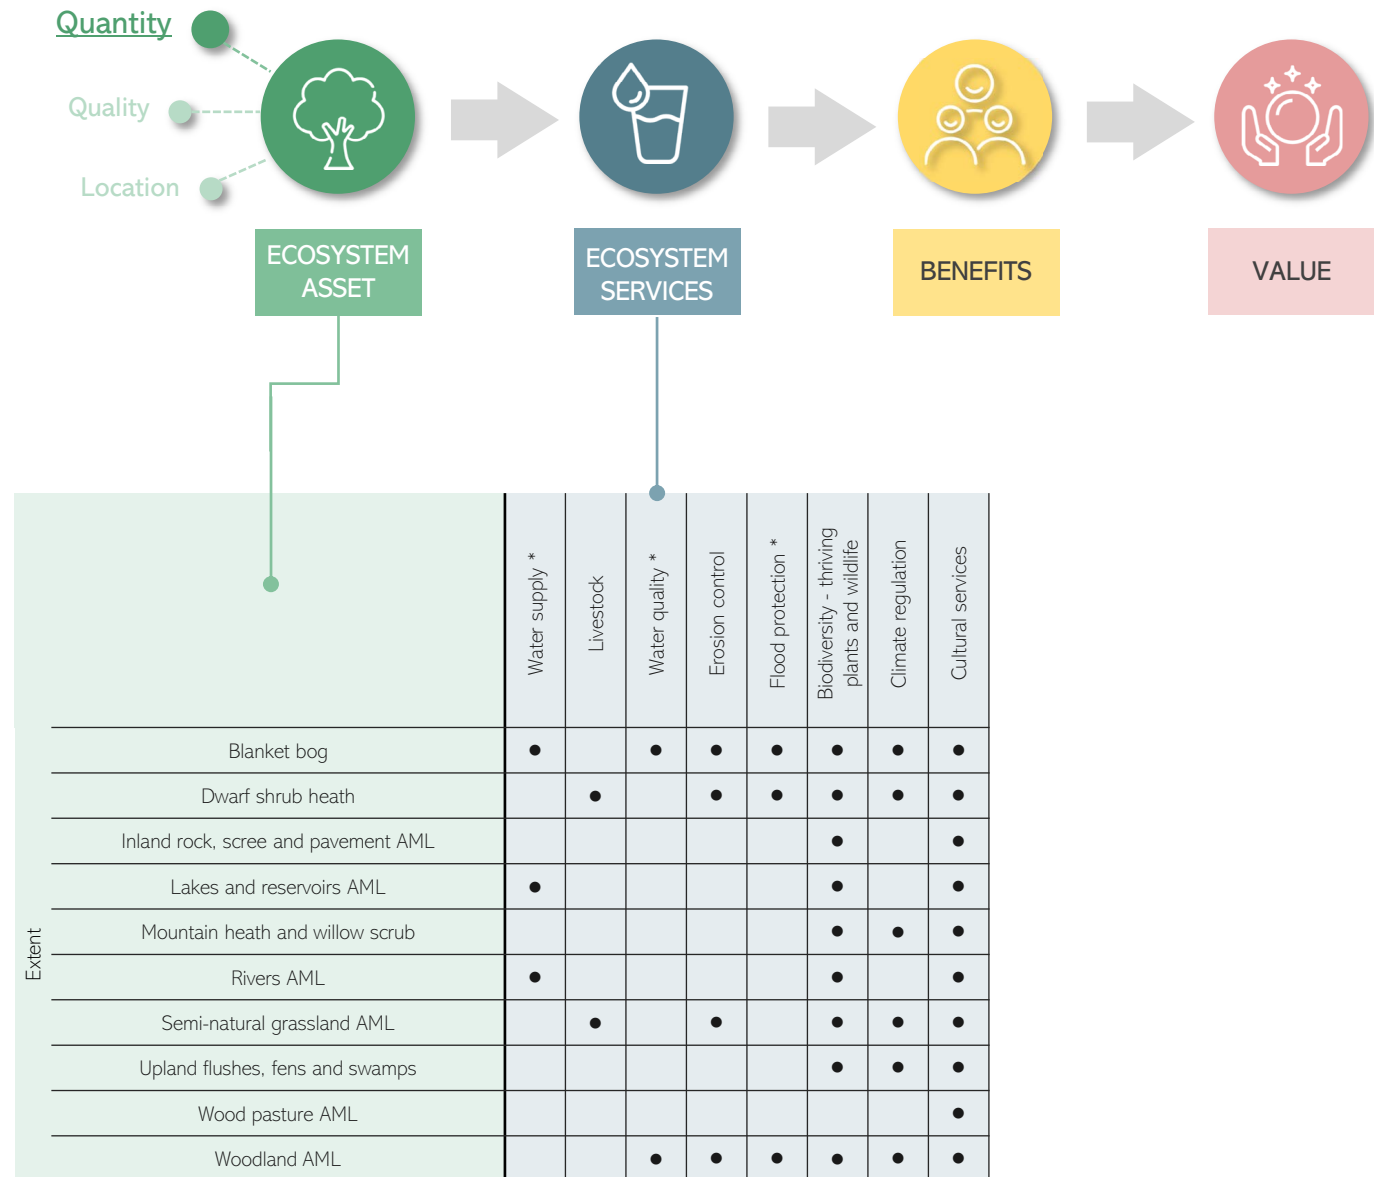 Quantity
Quality
Location
ECOSYSTEM
ASSET
ECOSYSTEM
SERVICES
BENEFITS
VALUE
Water supply *
Livestock
Water quality *
Erosion control
Flood protection *
Biodiversity - thriving
plants and wildlife
Climate regulation
Cultural services
Extent
Blanket bog
Dwarf shrub heath
Inland rock, scree and pavement AML
Lakes and reservoirs AML
Mountain heath and willow scrub
Rivers AML
Semi-natural grassland AML
Upland flushes, fens and swamps
Wood pasture AML
Woodland AML